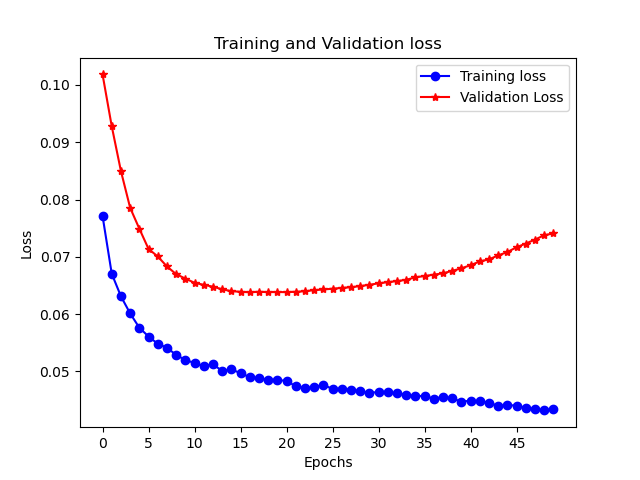 Training and Validation loss
Training loss
Validation Loss
0.10
0.09
0.08
0.07
0.06
0.05
Loss
0 5 10 15 20 25 30 35 40 45
Epochs